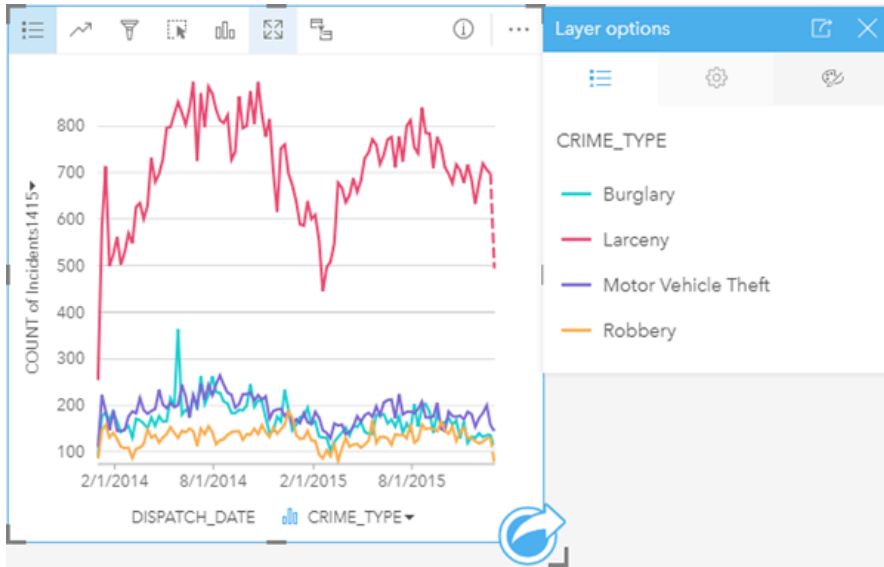 Layer options
CRIME_TYPE
Burglary
Larceny
Motor Vehicle Theft
Robbery
COUNT of Incidents1415
800
700
600
500
400
300
200
100
2/1/2014 8/1/2014 2/1/2015 8/1/2015
DISPATCH_DATE CRIME_TYPE